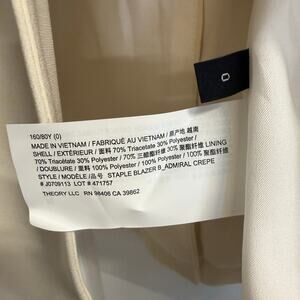 0
160/80Y (0)
MADE IN VIETNAM / FABRIQUÉ AU VIETNAM / 原产地 越南
SHELL / EXTÉRIEUR / 面料 70% Triacetate 30% Polyester /
70% Triacétate 30% Polyester / 70% 三醋酯纤维 30% 聚酯纤维 LINING
/ DOUBLURE / 里料 100% Polyester / 100% Polyester / 100% 聚酯纤维
STYLE / MODÈLE / 品号 STAPLE BLAZER B_ADMIRAL CREPE
# J0709113 LOT # 471757
THEORY LLC RN 98406 CA 39862